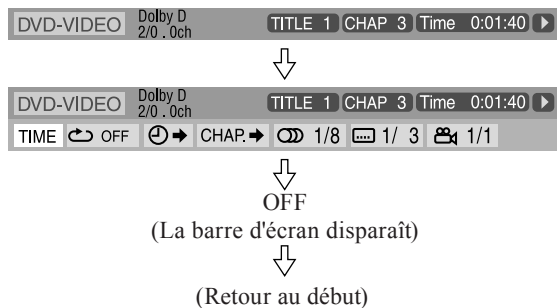 DVD-VIDEO Dolby D 2/0 . 0ch TITLE 1 CHAP 3 Time 0:01:40
DVD-VIDEO Dolby D 2/0 . 0ch TITLE 1 CHAP 3 Time 0:01:40
TIME OFF CHAP. 1/8 1/ 3 1/1
OFF
(La barre d'écran disparaît)
(Retour au début)